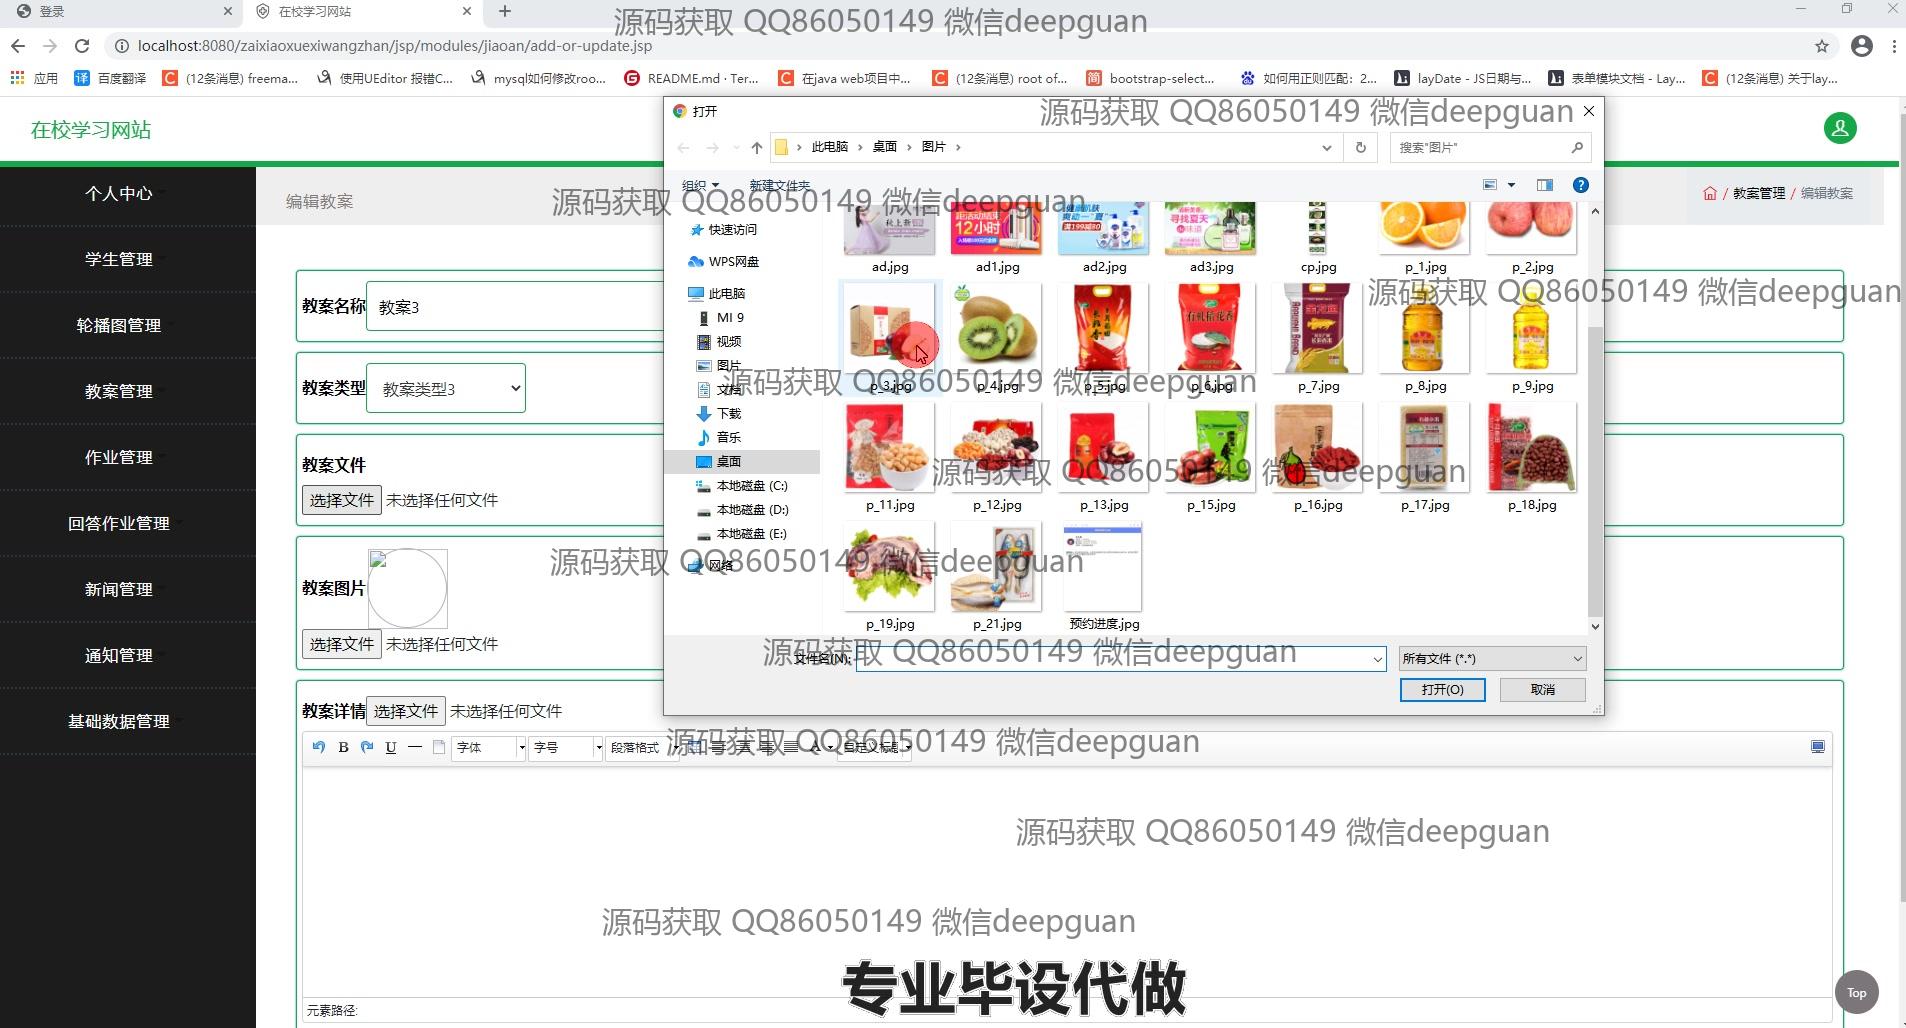 登录
在校学习网站
源码获取 QQ86050149 微信deepguan
localhost:8080/zaixiaoxuexiwangzhan/jsp/modules/jiaoan/add-or-update.jsp
应用
百度翻译
(12条消息) freema...
使用UEditor 报错C...
mysql如何修改roo...
README.md · Ter...
在java web项目中...
(12条消息) root of...
bootstrap-select...
如何用正则匹配：2...
layDate - JS日期与...
表单模块文档 - Lay...
(12条消息) 关于lay...
在校学习网站
打开
源码获取 QQ86050149 微信deepguan
此电脑 › 桌面 › 图片 ›
搜索"图片"
组织
新建文件夹
源码获取 QQ86050149 微信deepguan
个人中心
学生管理
轮播图管理
教案管理
作业管理
回答作业管理
新闻管理
通知管理
基础数据管理
编辑教案
/ 教案管理 / 编辑教案
教案名称
教案3
教案类型
教案类型3
教案文件
选择文件 未选择任何文件
教案图片
选择文件 未选择任何文件
教案详情 选择文件 未选择任何文件
快速访问
WPS网盘
此电脑
MI 9
视频
图片
文档
下载
音乐
桌面
本地磁盘 (C:)
本地磁盘 (D:)
本地磁盘 (E:)
网络
秋上新
12小时
满199减80
寻找夏天
ad.jpg
ad1.jpg
ad2.jpg
ad3.jpg
cp.jpg
p_1.jpg
p_2.jpg
源码获取 QQ86050149 微信deepguan
p_3.jpg
p_4.jpg
p_5.jpg
p_6.jpg
p_7.jpg
p_8.jpg
p_9.jpg
源码获取 QQ86050149 微信deepguan
源码获取 QQ86050149 微信deepguan
p_11.jpg
p_12.jpg
p_13.jpg
p_15.jpg
p_16.jpg
p_17.jpg
p_18.jpg
源码获取 QQ86050149 微信deepguan
p_19.jpg
p_21.jpg
预约进度.jpg
文件名(N):
源码获取 QQ86050149 微信deepguan
所有文件 (*.*)
打开(O)
取消
B
U
字体
字号
段落格式
A
自定义标题
源码获取 QQ86050149 微信deepguan
源码获取 QQ86050149 微信deepguan
源码获取 QQ86050149 微信deepguan
专业毕设代做
元素路径:
Top